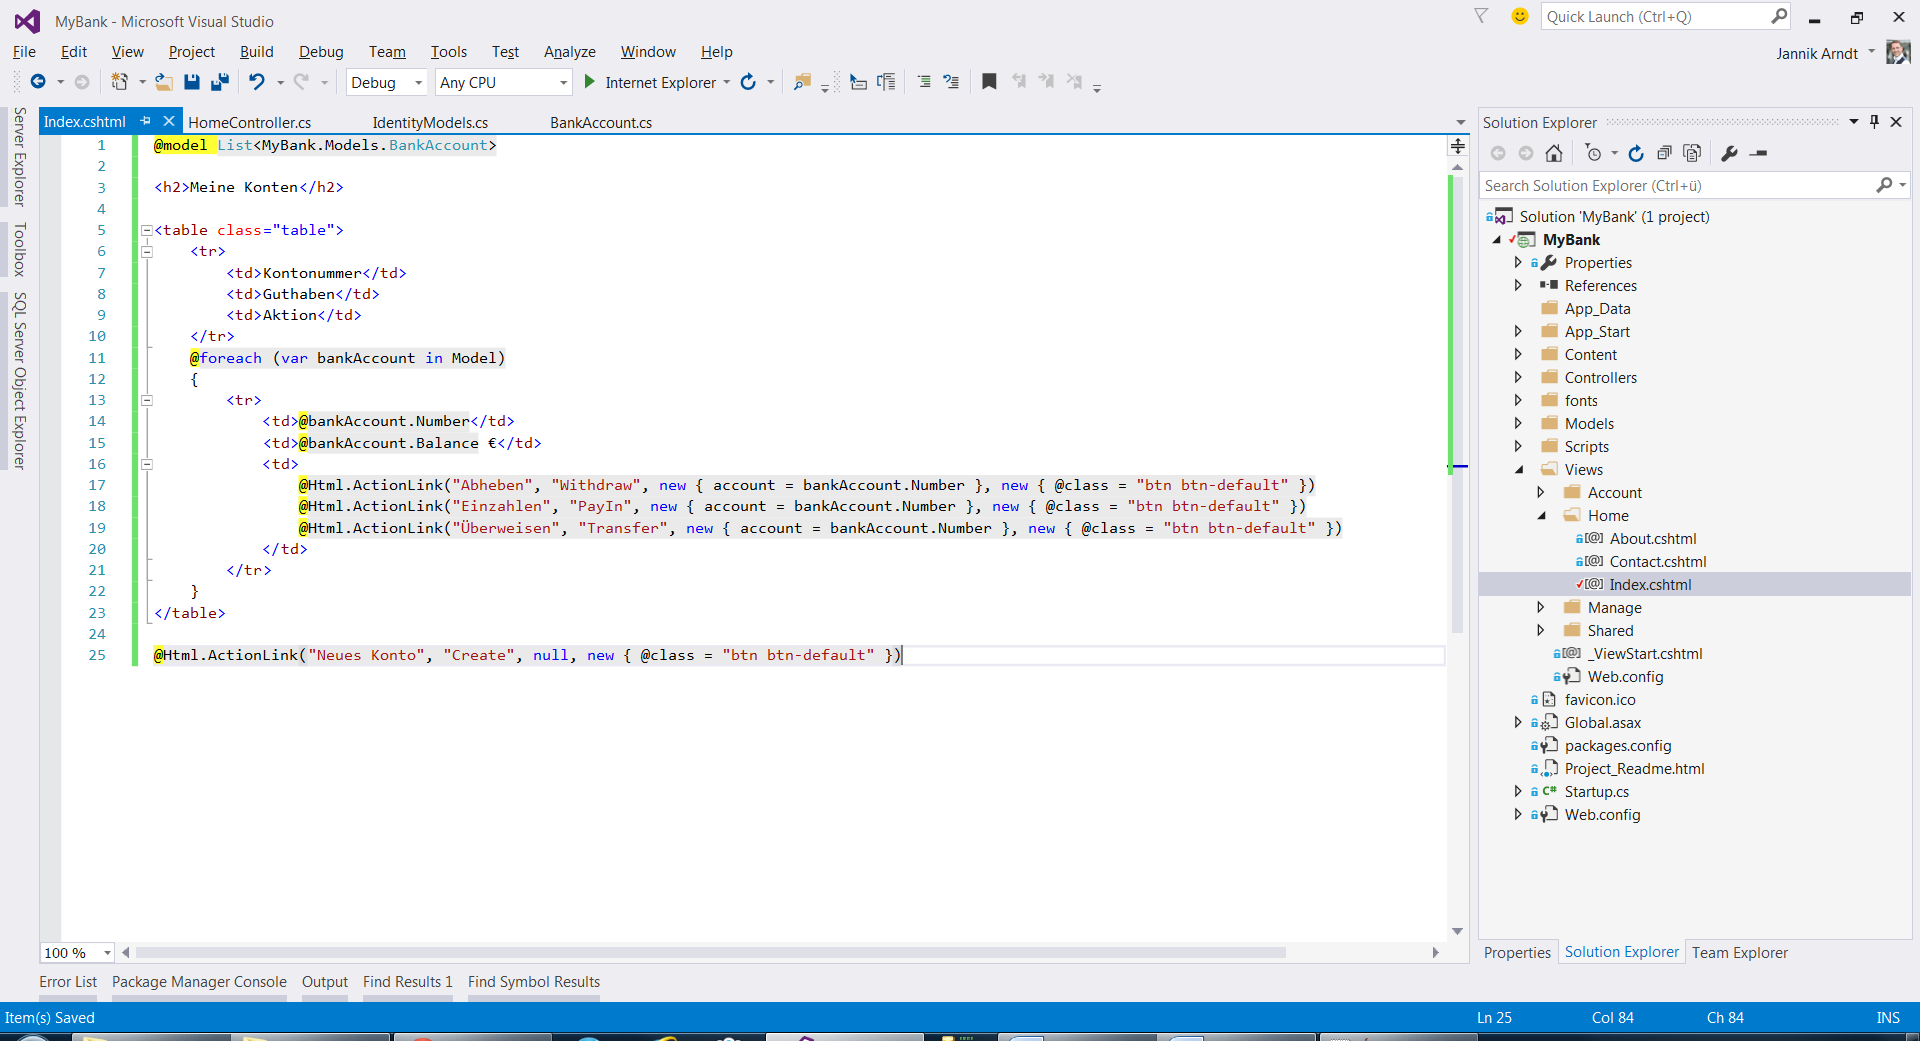 MyBank - Microsoft Visual Studio
Quick Launch (Ctrl+Q)
File Edit View Project Build Debug Team Tools Test Analyze Window Help
Jannik Arndt
Debug Any CPU Internet Explorer
Server Explorer
Toolbox
SQL Server Object Explorer
Index.cshtml HomeController.cs IdentityModels.cs BankAccount.cs
1 @model List<MyBank.Models.BankAccount>
2
3 <h2>Meine Konten</h2>
4
5 <table class="table">
6 <tr>
7 <td>Kontonummer</td>
8 <td>Guthaben</td>
9 <td>Aktion</td>
10 </tr>
11 @foreach (var bankAccount in Model)
12 {
13 <tr>
14 <td>@bankAccount.Number</td>
15 <td>@bankAccount.Balance €</td>
16 <td>
17 @Html.ActionLink("Abheben", "Withdraw", new { account = bankAccount.Number }, new { @class = "btn btn-default" })
18 @Html.ActionLink("Einzahlen", "PayIn", new { account = bankAccount.Number }, new { @class = "btn btn-default" })
19 @Html.ActionLink("Überweisen", "Transfer", new { account = bankAccount.Number }, new { @class = "btn btn-default" })
20 </td>
21 </tr>
22 }
23 </table>
24
25 @Html.ActionLink("Neues Konto", "Create", null, new { @class = "btn btn-default" })
100 %
Solution Explorer
Search Solution Explorer (Ctrl+ü)
Solution 'MyBank' (1 project)
MyBank
Properties
References
App_Data
App_Start
Content
Controllers
fonts
Models
Scripts
Views
Account
Home
[@] About.cshtml
[@] Contact.cshtml
[@] Index.cshtml
Manage
Shared
[@] _ViewStart.cshtml
Web.config
favicon.ico
Global.asax
packages.config
Project_Readme.html
C# Startup.cs
Web.config
Properties Solution Explorer Team Explorer
Error List Package Manager Console Output Find Results 1 Find Symbol Results
Item(s) Saved Ln 25 Col 84 Ch 84 INS